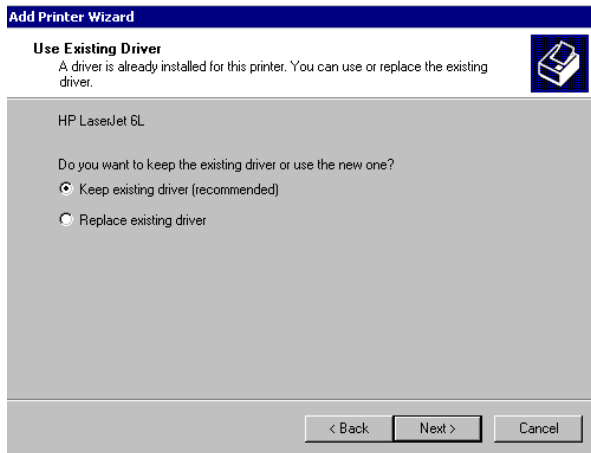 Add Printer Wizard
Use Existing Driver
A driver is already installed for this printer. You can use or replace the existing
driver.
HP LaserJet 6L
Do you want to keep the existing driver or use the new one?
Keep existing driver (recommended)
Replace existing driver
< Back
Next >
Cancel